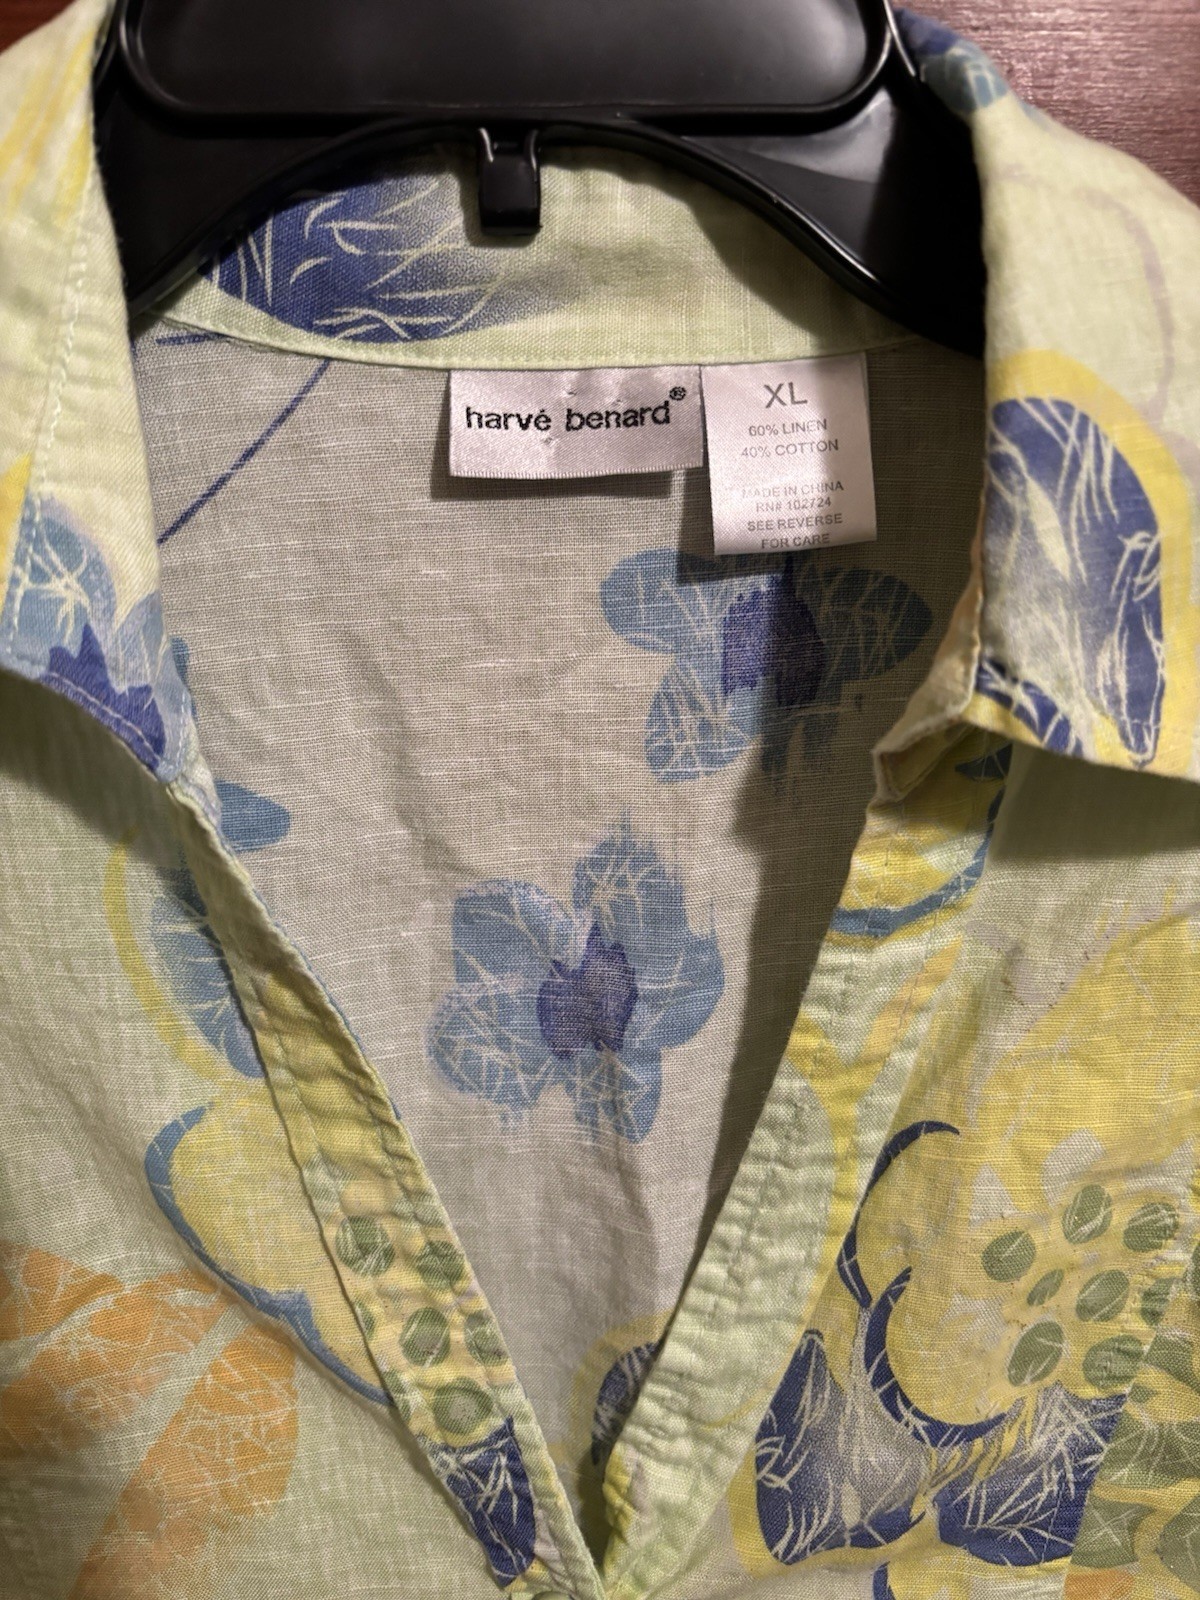 harvé benard®
XL
60% LINEN
40% COTTON
MADE IN CHINA
RN# 102724
SEE REVERSE
FOR CARE